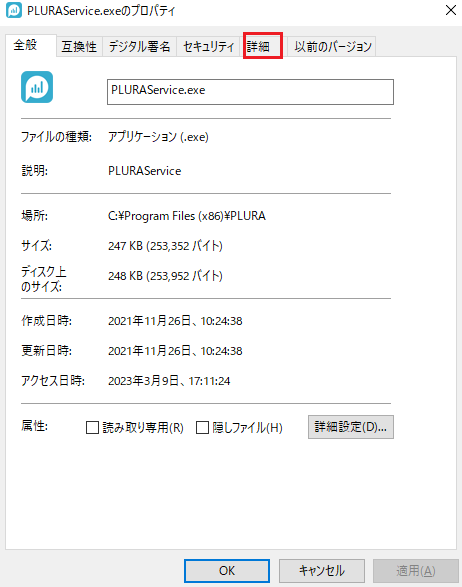 PLURAService.exeのプロパティ
全般 互換性 デジタル署名 セキュリティ 詳細 以前のバージョン
PLURAService.exe
ファイルの種類: アプリケーション (.exe)
説明: PLURAService
場所: C:¥Program Files (x86)¥PLURA
サイズ: 247 KB (253,352 バイト)
ディスク上
のサイズ: 248 KB (253,952 バイト)
作成日時: 2021年11月26日、10:24:38
更新日時: 2021年11月26日、10:24:38
アクセス日時: 2023年3月9日、17:11:24
属性: 読み取り専用(R) 隠しファイル(H) 詳細設定(D)...
OK キャンセル 適用(A)